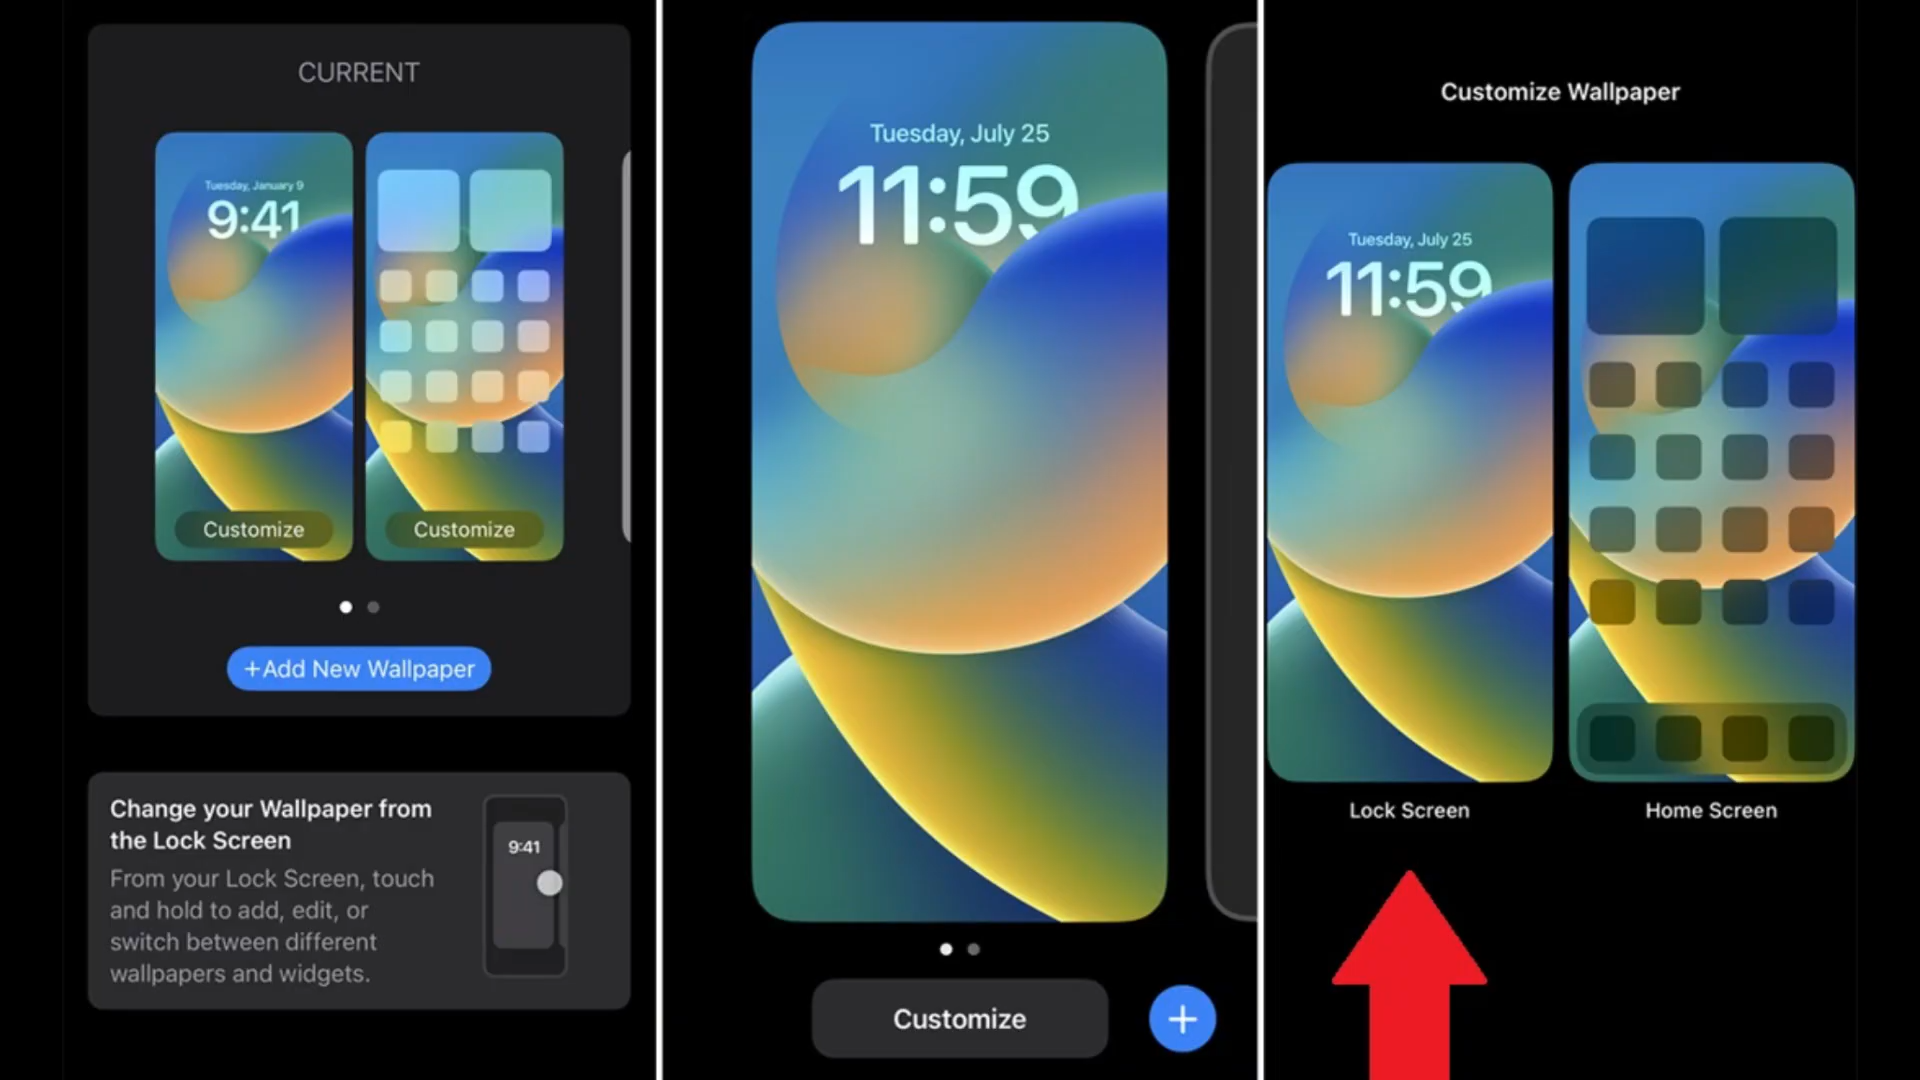 CURRENT
Tuesday, January 9
9:41
Customize
Customize
+Add New Wallpaper
Change your Wallpaper from
the Lock Screen
From your Lock Screen, touch
and hold to add, edit, or
switch between different
wallpapers and widgets.
9:41
Tuesday, July 25
11:59
Customize
+
Customize Wallpaper
Tuesday, July 25
11:59
Lock Screen
Home Screen